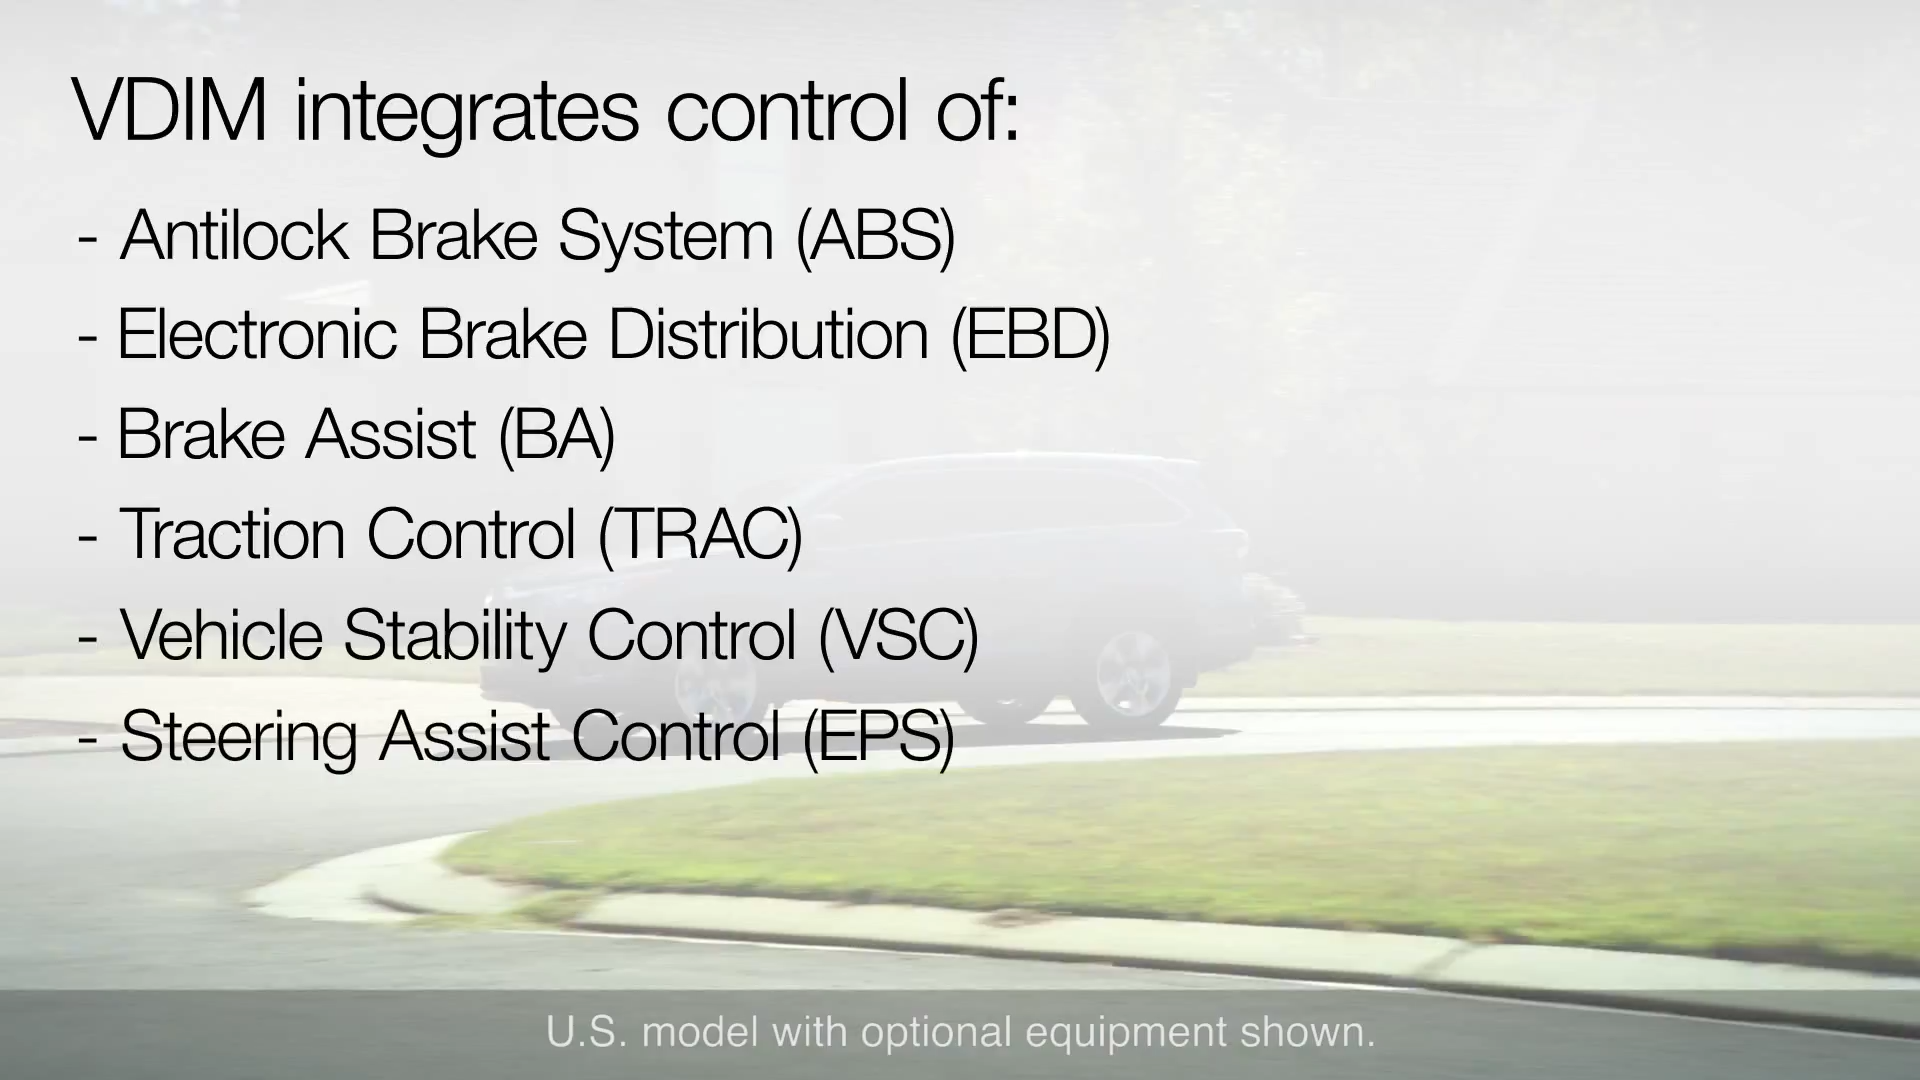 VDIM integrates control of:
- Antilock Brake System (ABS)
- Electronic Brake Distribution (EBD)
- Brake Assist (BA)
- Traction Control (TRAC)
- Vehicle Stability Control (VSC)
- Steering Assist Control (EPS)
U.S. model with optional equipment shown.